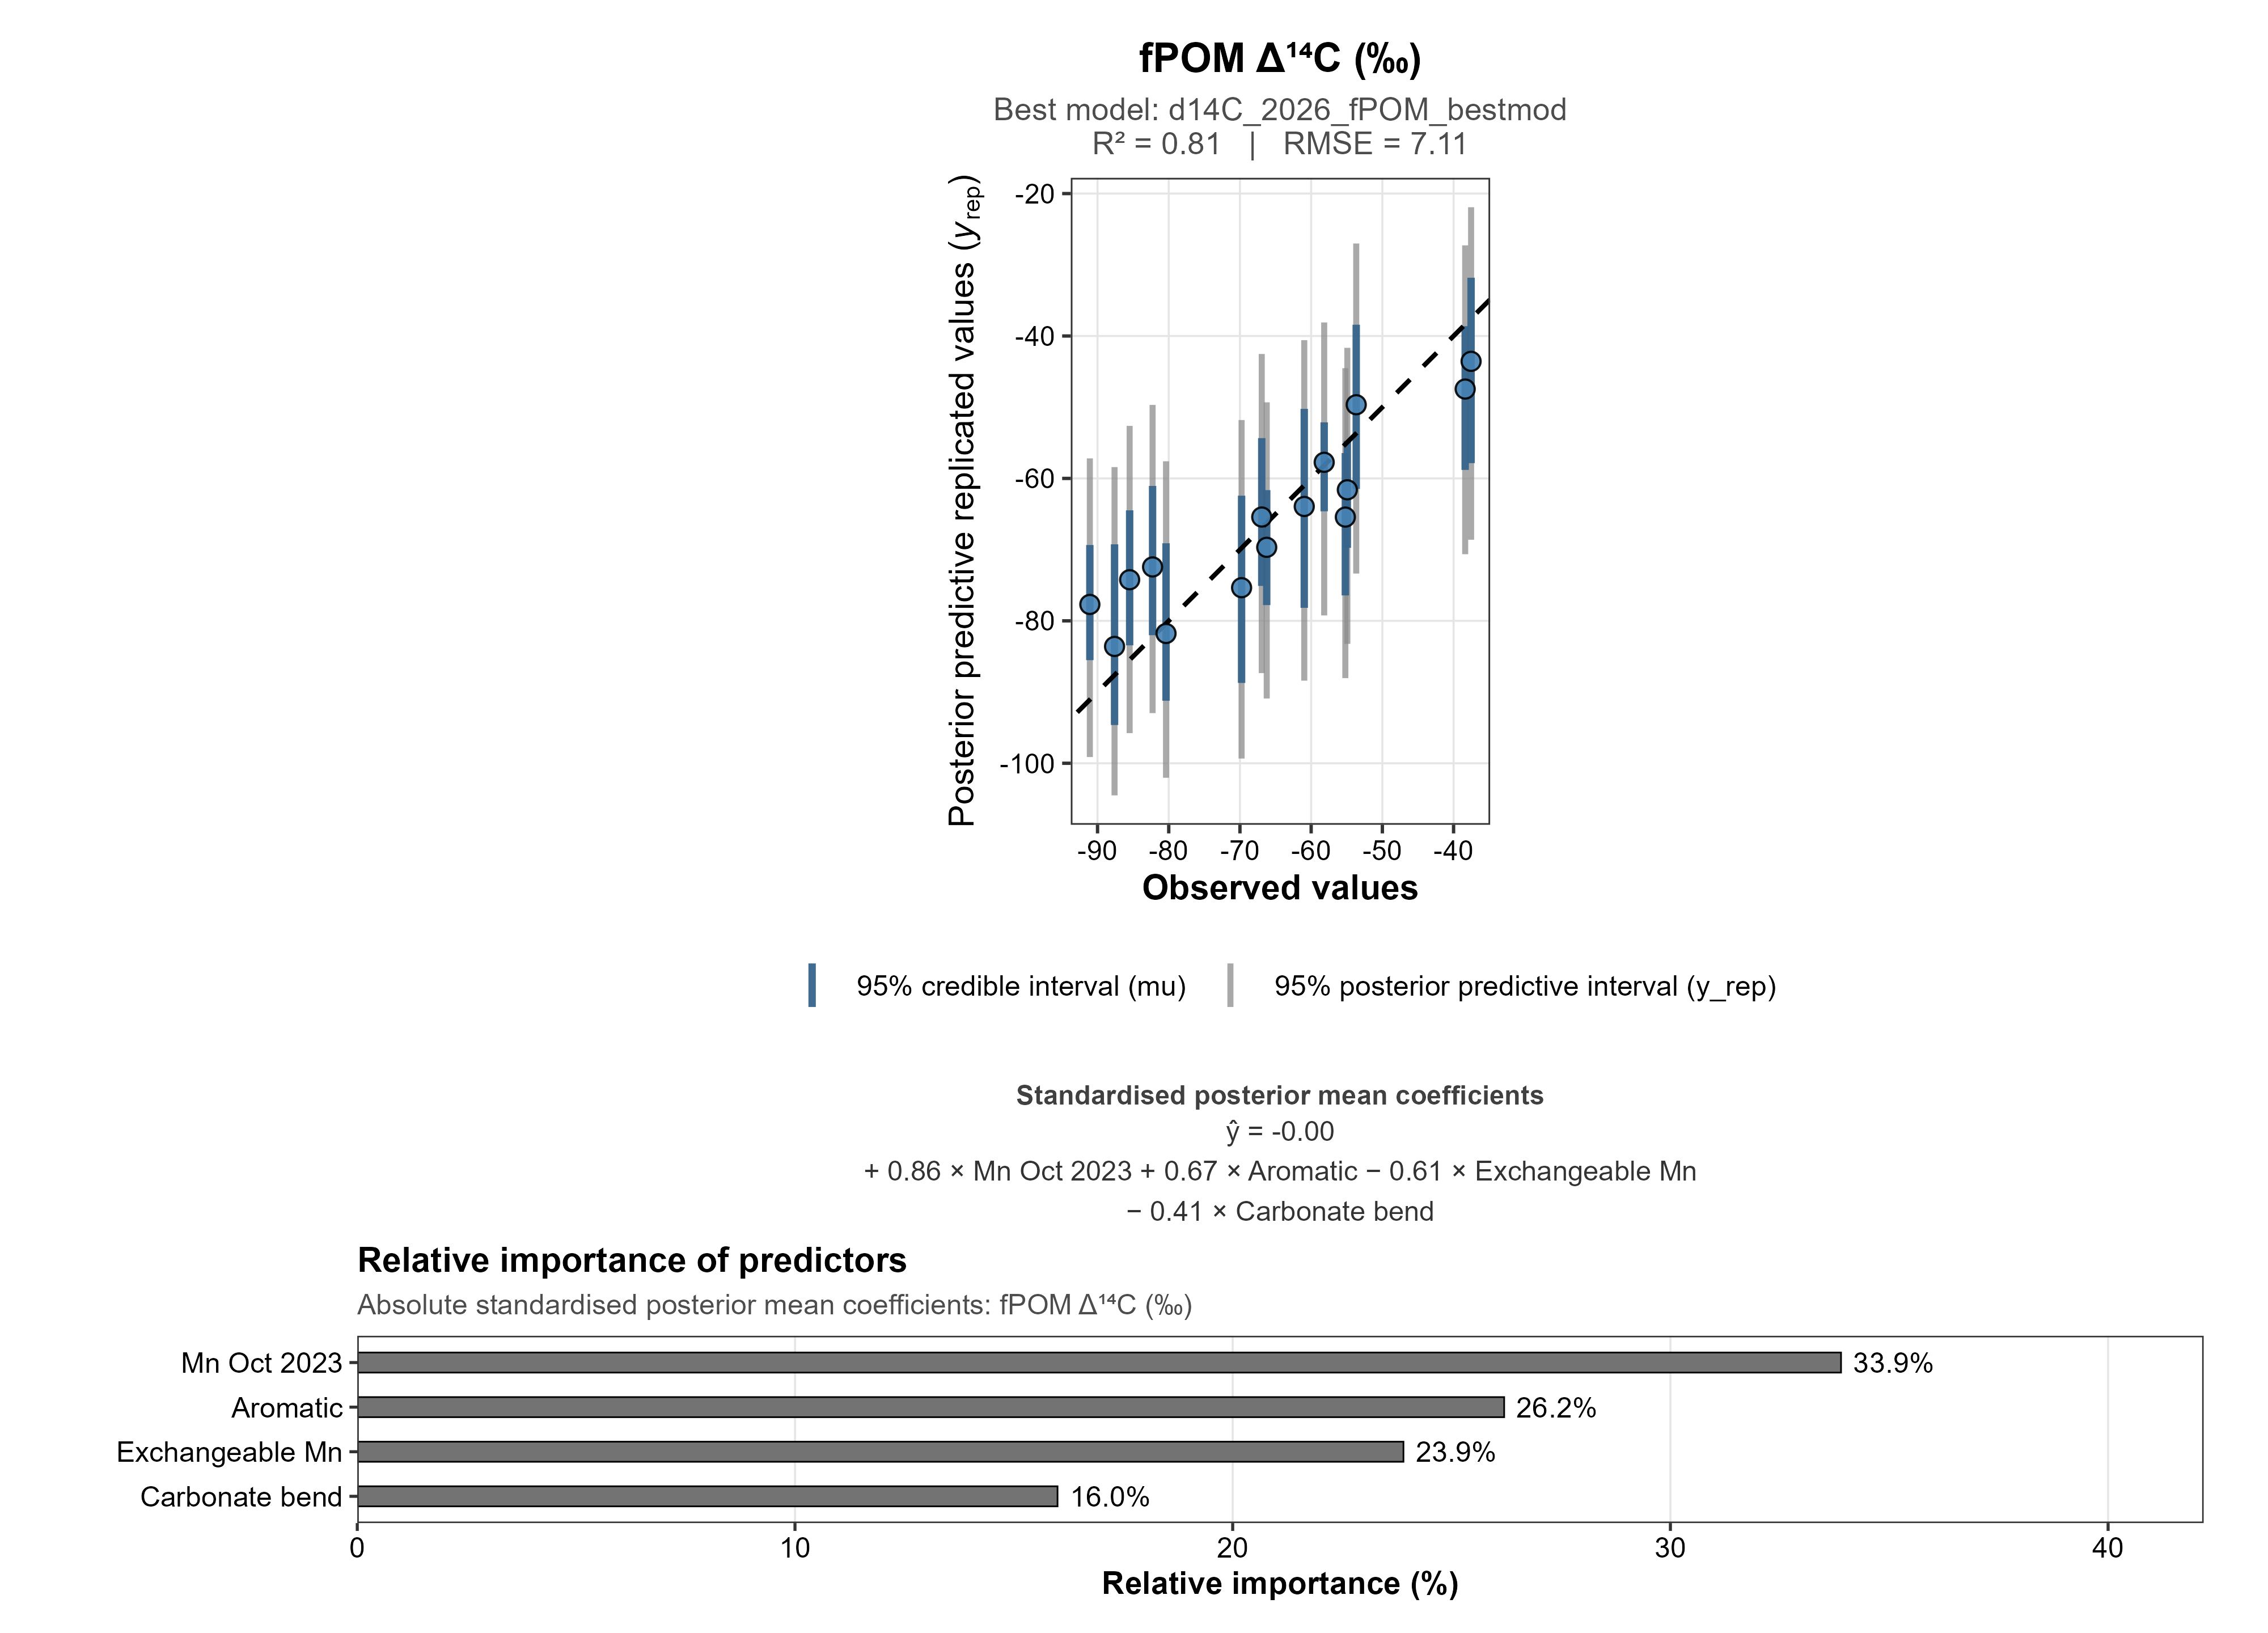 fPOM Δ¹⁴C (‰)
Best model: d14C_2026_fPOM_bestmod
R² = 0.81 | RMSE = 7.11
Posterior predictive replicated values (y rep)
-20
-40
-60
-80
-100
-90 -80 -70 -60 -50 -40
Observed values
95% credible interval (mu) 95% posterior predictive interval (y_rep)
Standardised posterior mean coefficients
ŷ = -0.00
+ 0.86 × Mn Oct 2023 + 0.67 × Aromatic − 0.61 × Exchangeable Mn
− 0.41 × Carbonate bend
Relative importance of predictors
Absolute standardised posterior mean coefficients: fPOM Δ¹⁴C (‰)
Mn Oct 2023 33.9%
Aromatic 26.2%
Exchangeable Mn 23.9%
Carbonate bend 16.0%
0 10 20 30 40
Relative importance (%)